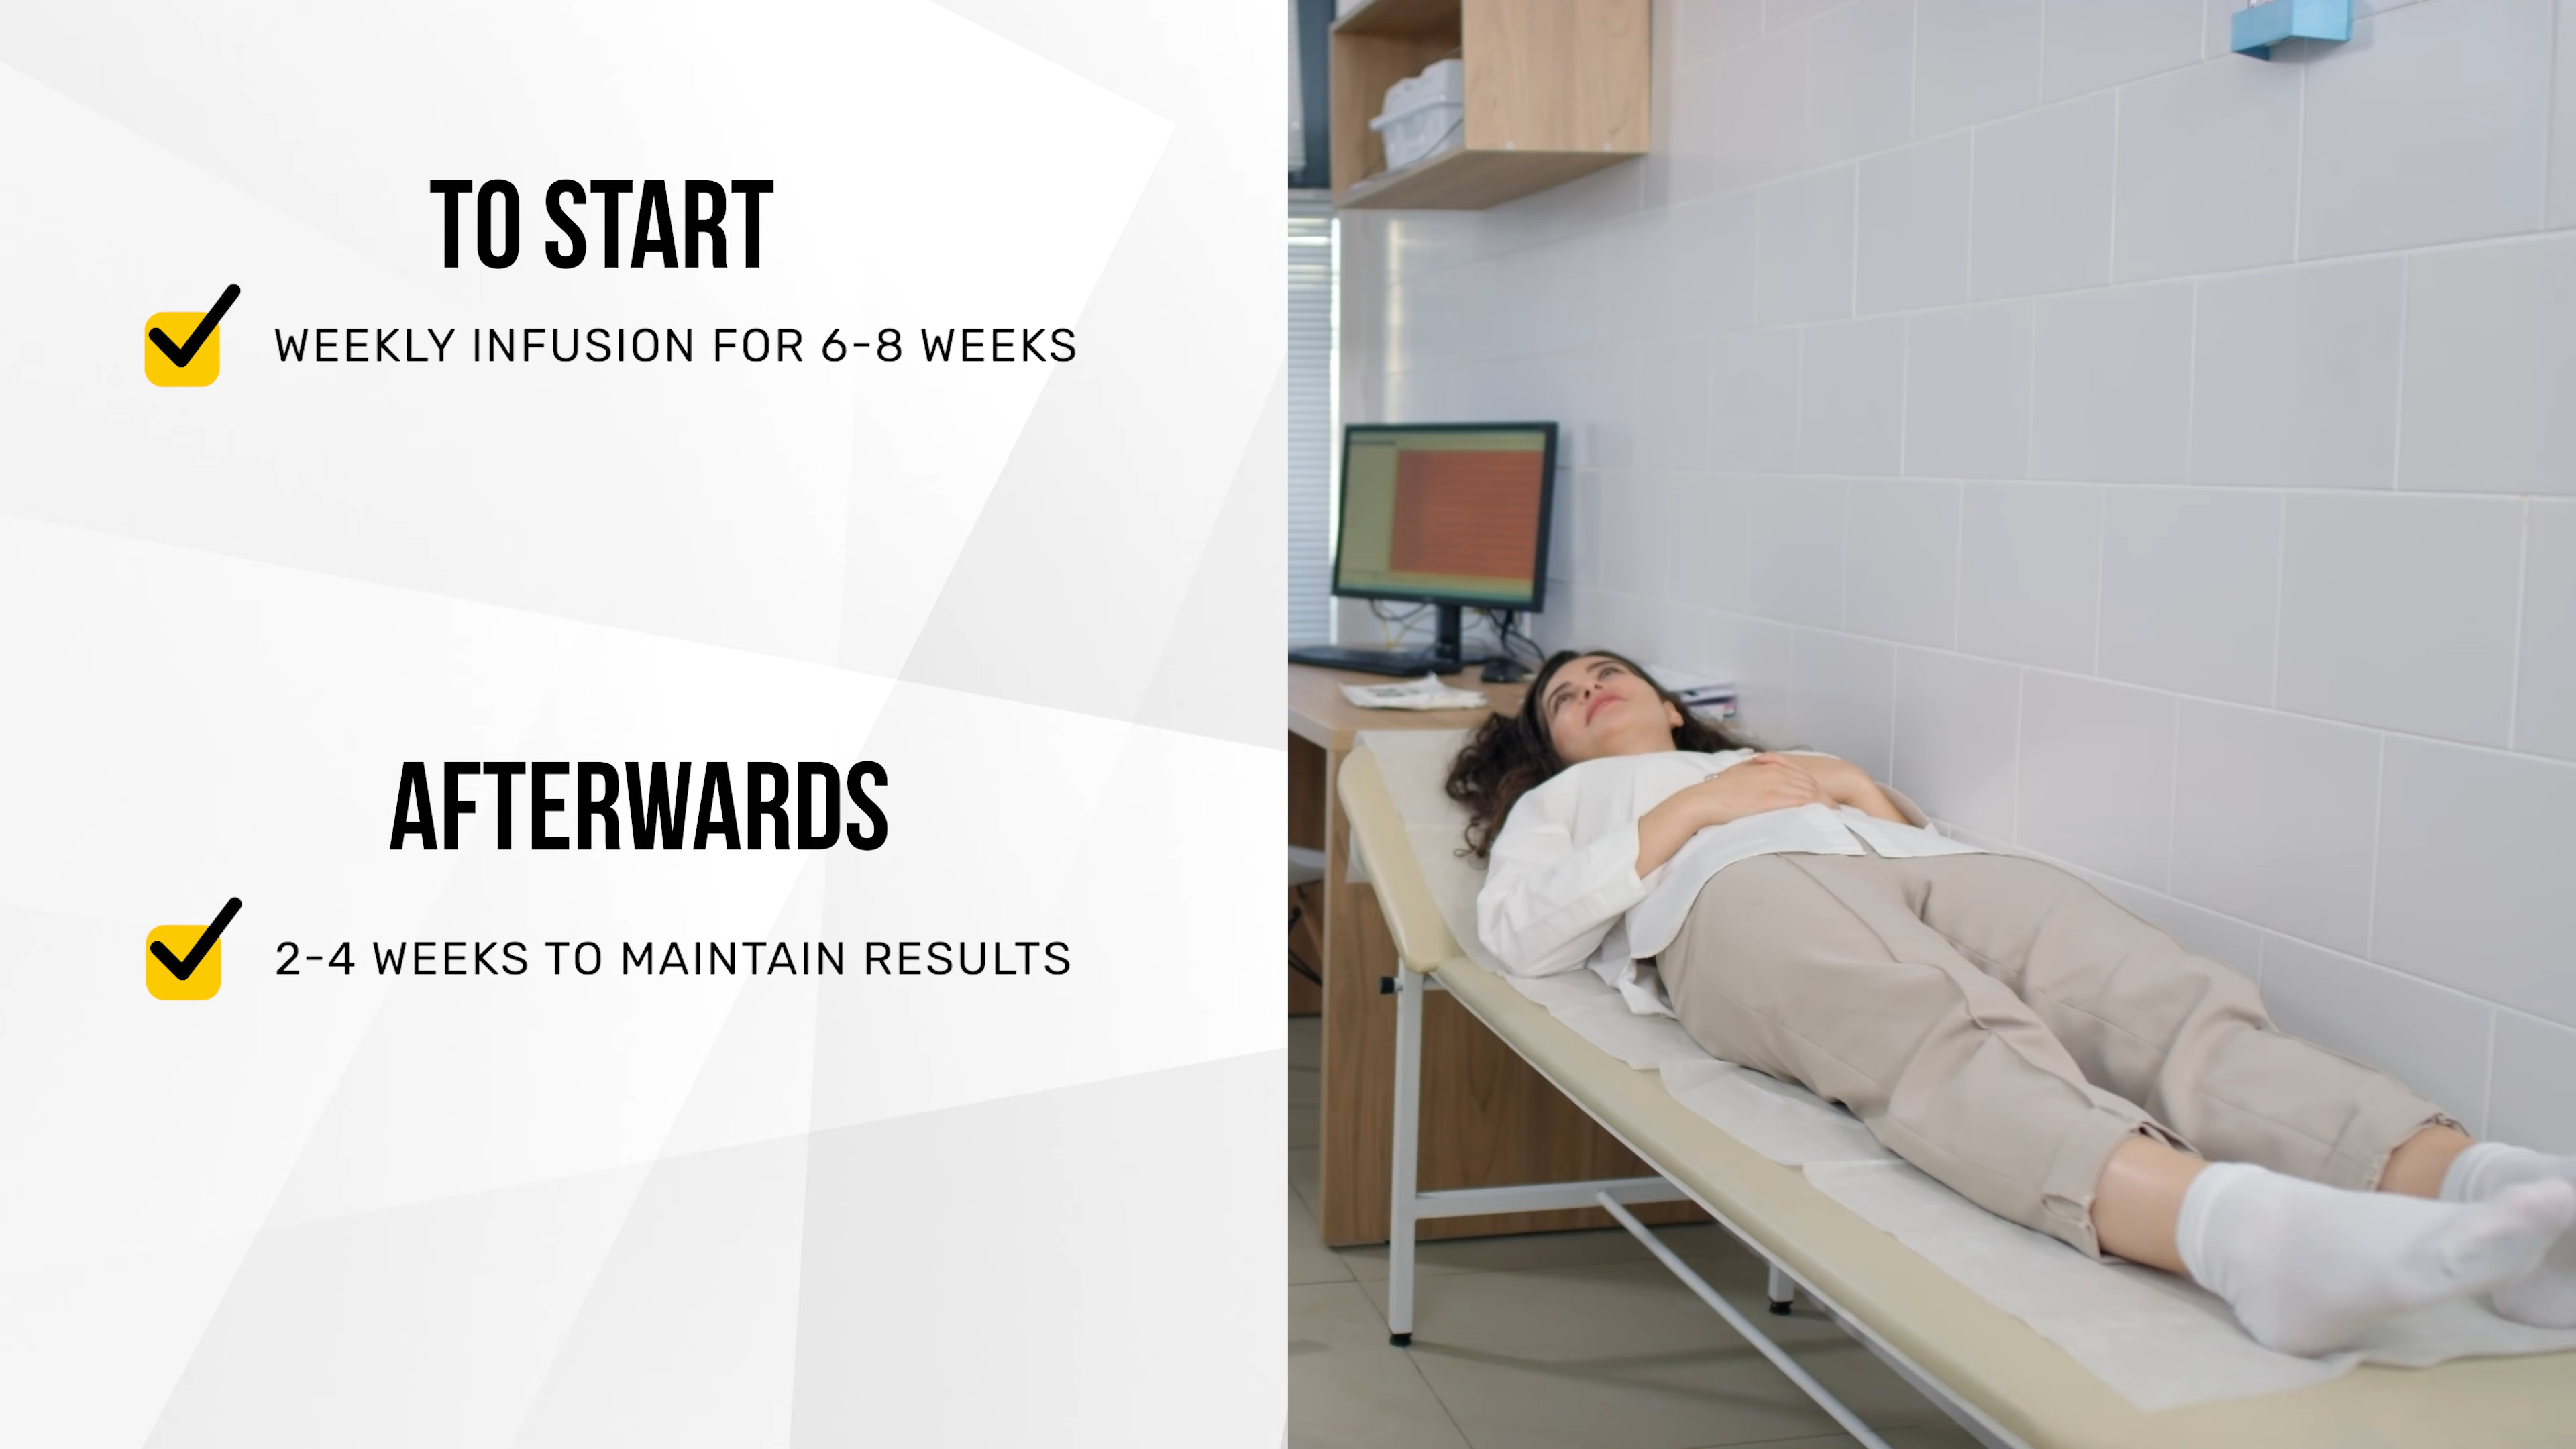 TO START
WEEKLY INFUSION FOR 6-8 WEEKS
AFTERWARDS
2-4 WEEKS TO MAINTAIN RESULTS